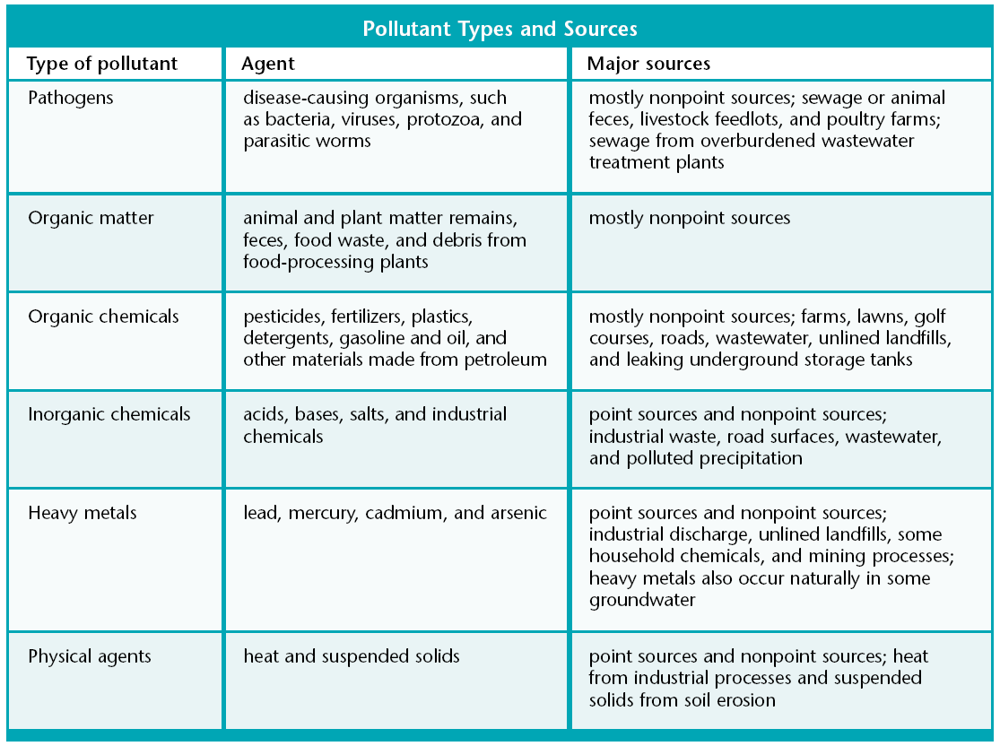 Pollutant Types and Sources
Type of pollutant
Agent
Major sources
Pathogens
disease-causing organisms, such
as bacteria, viruses, protozoa, and
parasitic worms
mostly nonpoint sources; sewage or animal
feces, livestock feedlots, and poultry farms;
sewage from overburdened wastewater
treatment plants
Organic matter
animal and plant matter remains,
feces, food waste, and debris from
food-processing plants
mostly nonpoint sources
Organic chemicals
pesticides, fertilizers, plastics,
detergents, gasoline and oil, and
other materials made from petroleum
mostly nonpoint sources; farms, lawns, golf
courses, roads, wastewater, unlined landfills,
and leaking underground storage tanks
Inorganic chemicals
acids, bases, salts, and industrial
chemicals
point sources and nonpoint sources;
industrial waste, road surfaces, wastewater,
and polluted precipitation
Heavy metals
lead, mercury, cadmium, and arsenic
point sources and nonpoint sources;
industrial discharge, unlined landfills, some
household chemicals, and mining processes;
heavy metals also occur naturally in some
groundwater
Physical agents
heat and suspended solids
point sources and nonpoint sources; heat
from industrial processes and suspended
solids from soil erosion